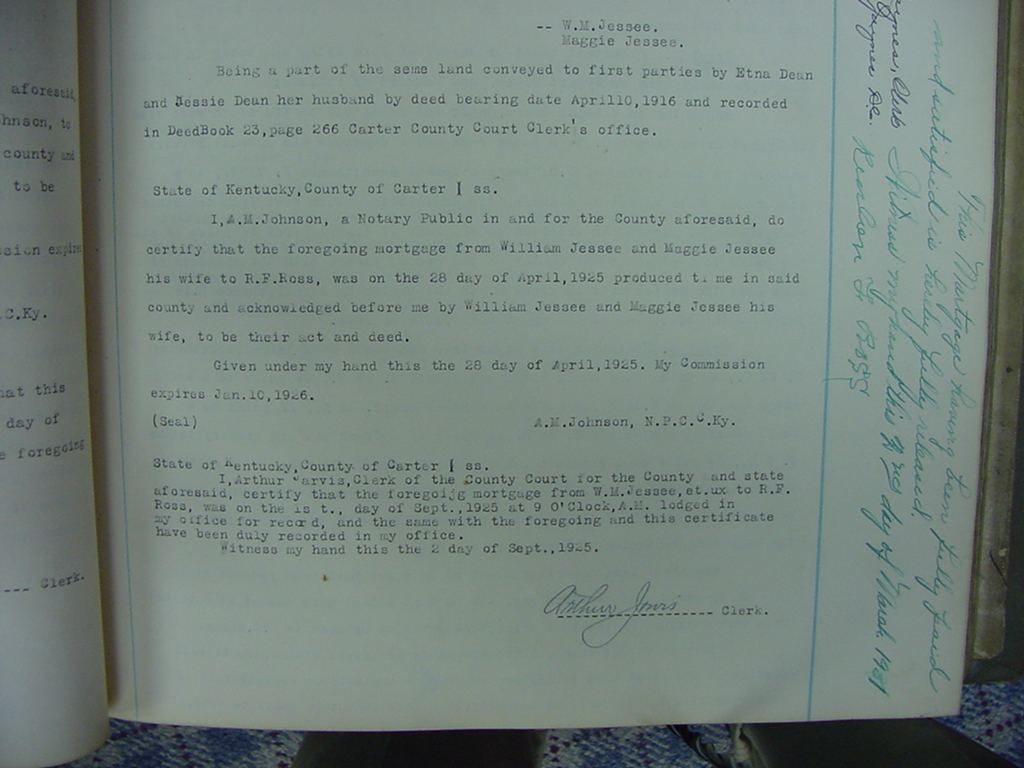 aforesaid,
hnson, to
county and
to be
ssion expires
.C.Ky.
hat this
day of
e foregoing
---- Clerk.
-- W.M.Jessee.
Maggie Jessee.
Being a part of the seme land conveyed to first parties by Etna Dean
and Jessie Dean her husband by deed bearing date April10,1916 and recorded
in DeedBook 23,page 266 Carter County Court Clerk's office.
State of Kentucky,County of Carter I ss.
I,A.M.Johnson, a Notary Public in and for the County aforesaid, do
certify that the foregoing mortgage from William Jessee and Maggie Jessee
his wife to R.F.Ross, was on the 28 day of April,1925 produced t. me in said
county and acknowledged before me by William Jessee and Maggie Jessee his
wife, to be their act and deed.
Given under my hand this the 28 day of April,1925. My Commission
expires Jan.10,1926.
(Seal) A.M.Johnson, N.P.C.C.Ky.
State of Kentucky,County of Carter I ss.
I,Arthur Jarvis,Clerk of the County Court for the County and state
aforesaid, certify that the foregoijg mortgage from W.M.Jessee,et.ux to R.F.
Ross, was on the 1s t., day of Sept.,1925 at 9 O'Clock,A.M. lodged in
my office for record, and the same with the foregoing and this certificate
have been duly recorded in my office.
Witness my hand this the 2 day of Sept.,1925.
Arthur Jarvis ---- Clerk.
This Mortgage having been fully paid
and satisfied is hereby fully released.
Witness my hand this 2nd day of March 1931
Clerk
D.C.